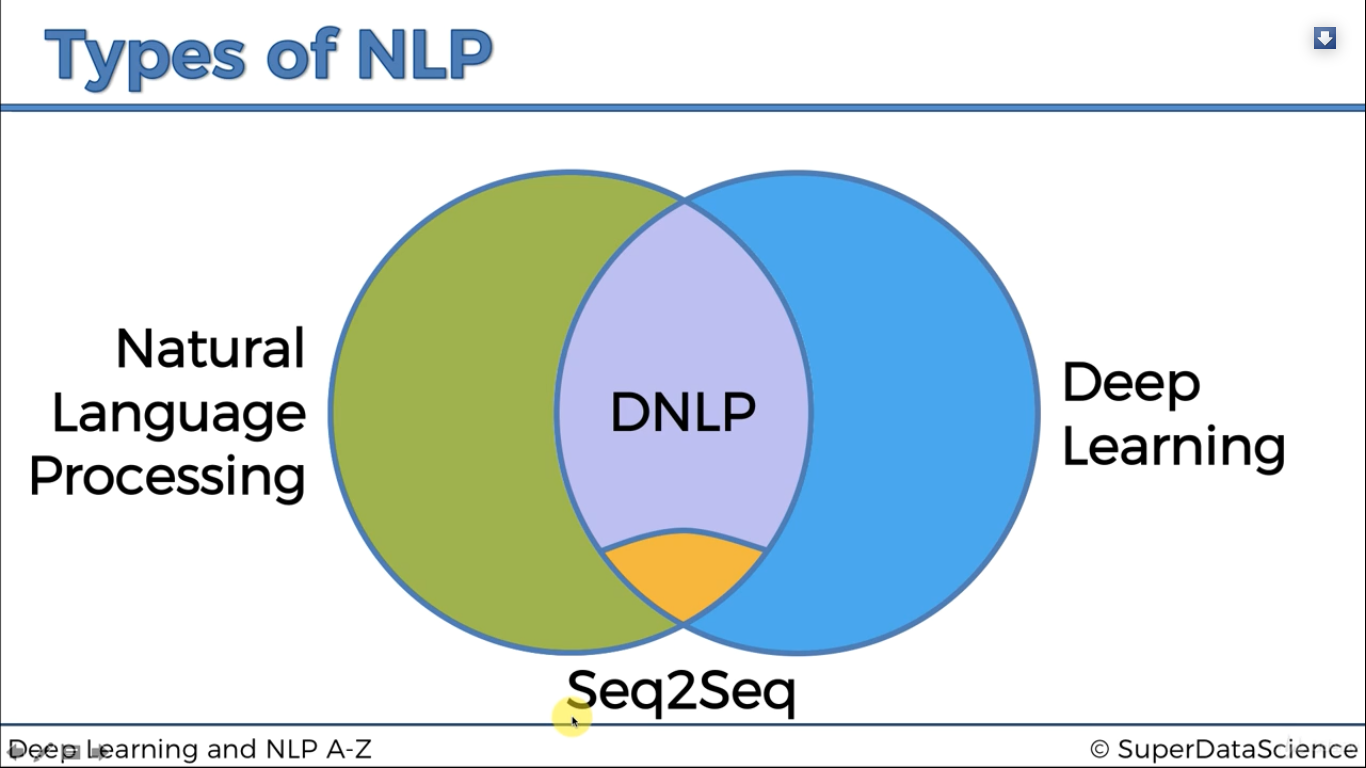 Types of NLP
Natural
Language
Processing
DNLP
Deep
Learning
Seq2Seq
Deep Learning and NLP A-Z
© SuperDataScience